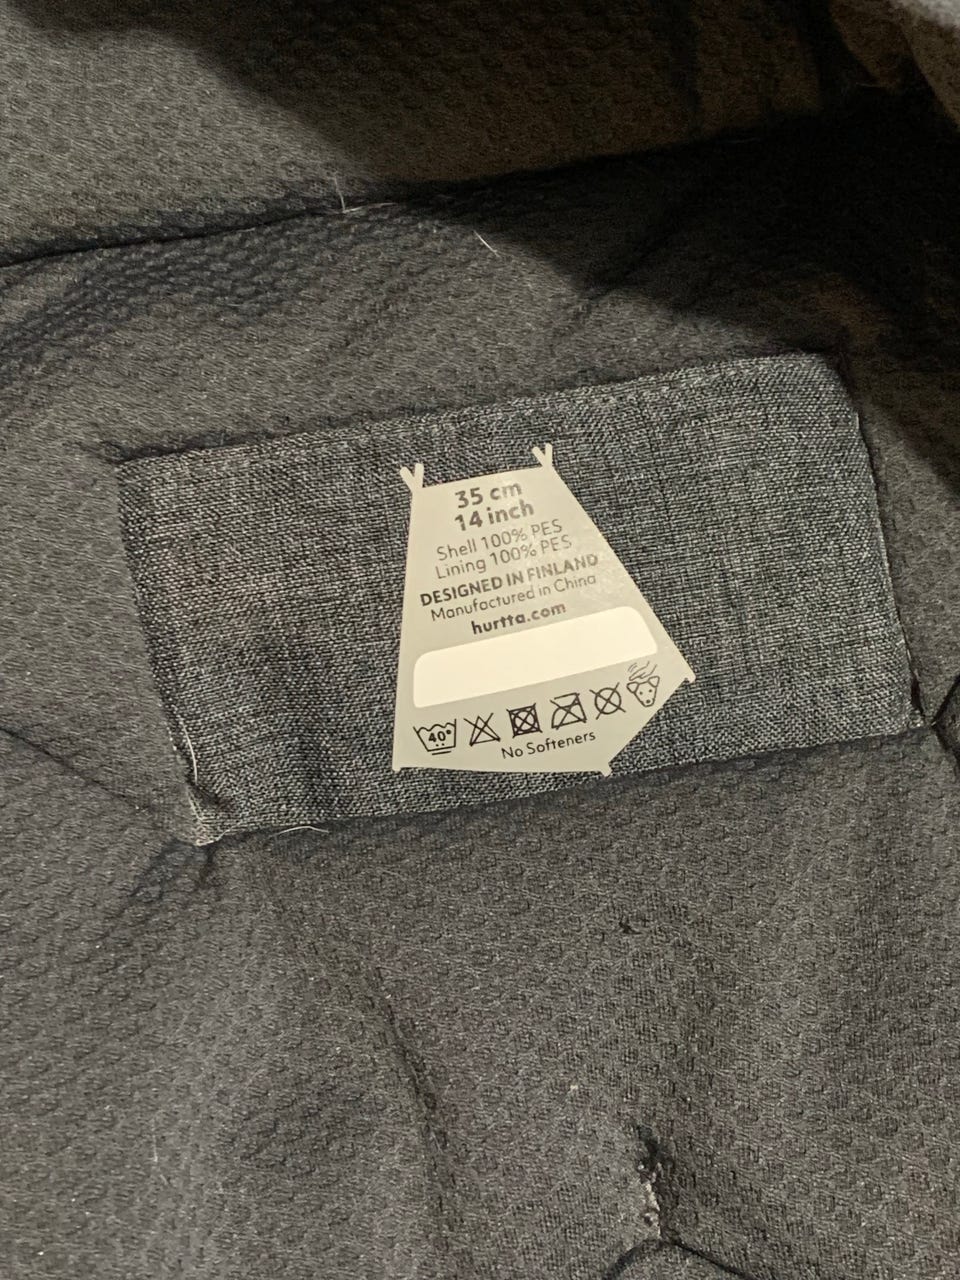 35 cm
14 inch
Shell 100% PES
Lining 100% PES
DESIGNED IN FINLAND
Manufactured in China
hurtta.com
40°
No Softeners